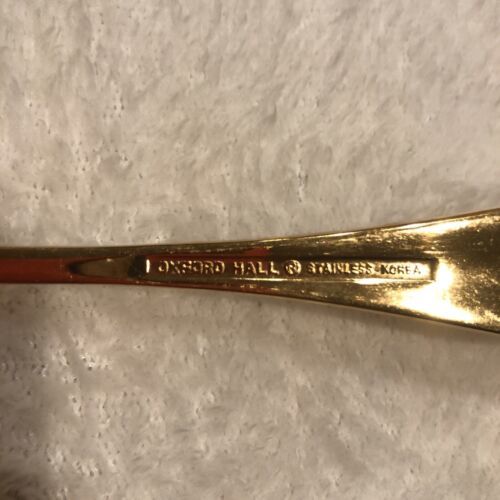 OXFORD HALL ® STAINLESS KOREA